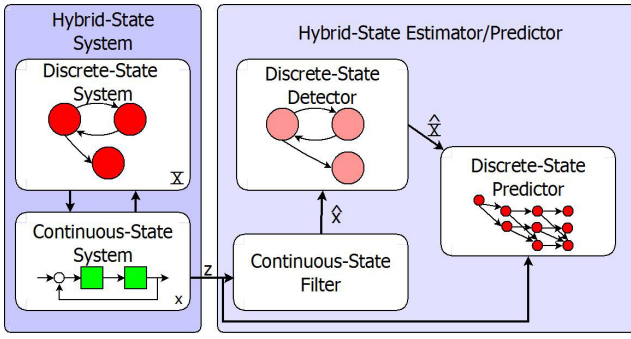 Hybrid-State
System
Discrete-State
System
X
Continuous-State
System
x
z
Hybrid-State Estimator/Predictor
Discrete-State
Detector
X̂
x̂
Continuous-State
Filter
Discrete-State
Predictor